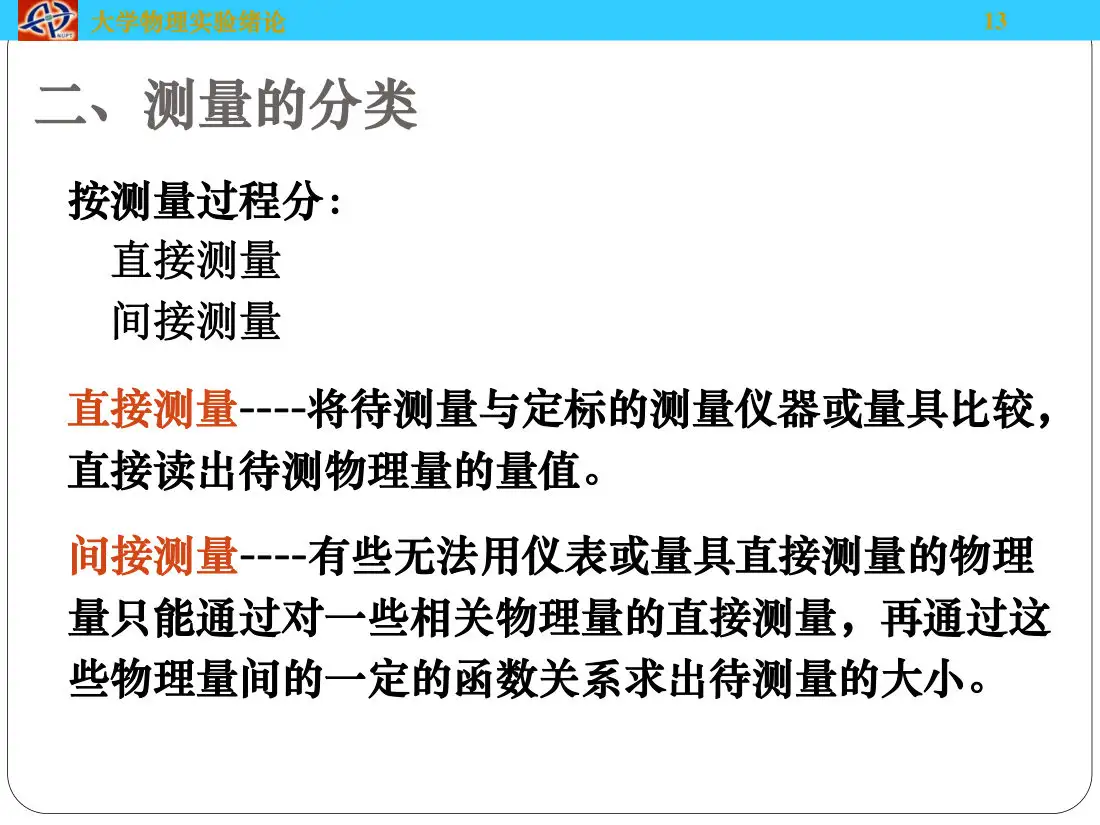 大学物理实验绪论
13
二、测量的分类
按测量过程分：
直接测量
间接测量
直接测量----将待测量与定标的测量仪器或量具比较，
直接读出待测物理量的量值。
间接测量----有些无法用仪表或量具直接测量的物理
量只能通过对一些相关物理量的直接测量，再通过这
些物理量间的一定的函数关系求出待测量的大小。